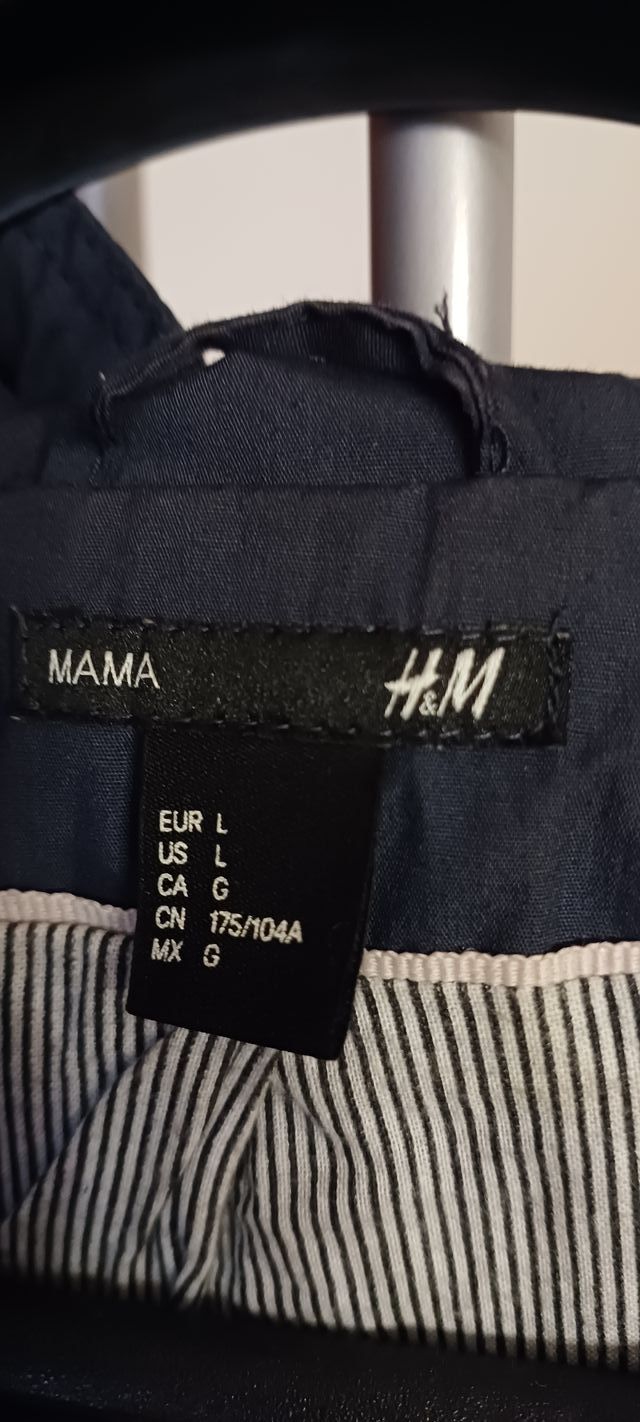 MAMA H&M
EUR L
US L
CA G
CN 175/104A
MX G